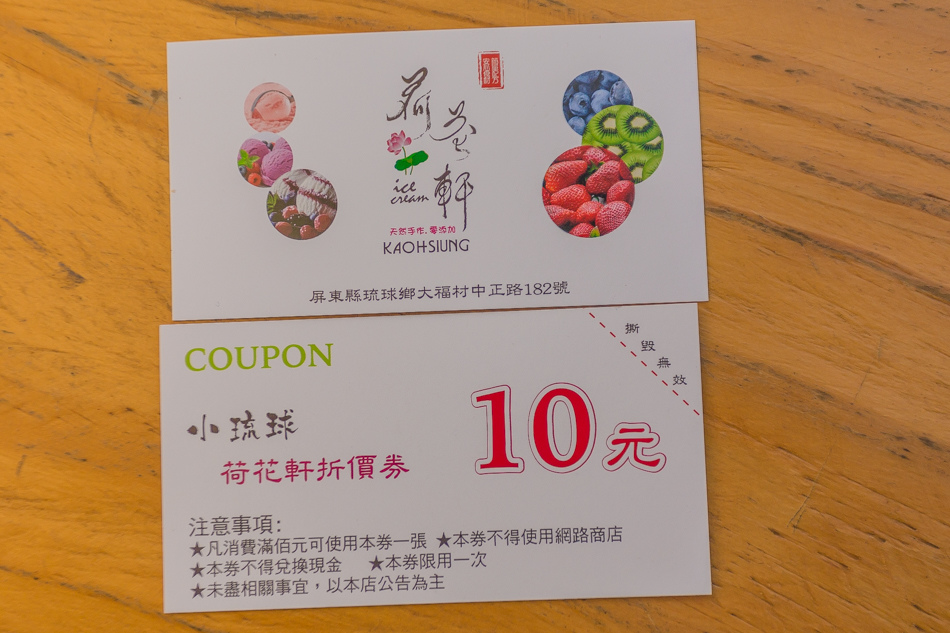 荷花軒
ice
cream
天然手作.零添加
KAOHSIUNG
屏東縣琉球鄉大福村中正路182號
COUPON
撕毀無效
小琉球
10元
荷花軒折價券
注意事項:
★凡消費滿佰元可使用本券一張 ★本券不得使用網路商店
★本券不得兌換現金 ★本券限用一次
★未盡相關事宜，以本店公告為主